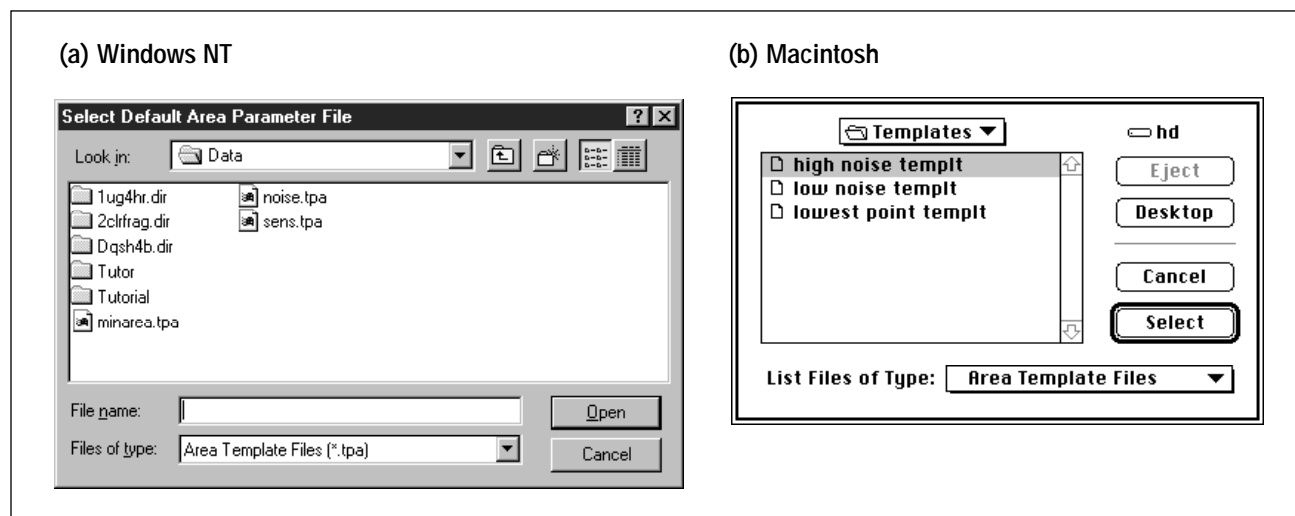 (a) Windows NT
Select Default Area Parameter File
Look in:
Data
1ug4hr.dir
2clrfrag.dir
Dqsh4b.dir
Tutor
Tutorial
minarea.tpa
noise.tpa
sens.tpa
File name:
Open
Files of type:
Area Template Files (*.tpa)
Cancel
(b) Macintosh
Templates
hd
high noise templt
low noise templt
lowest point templt
Eject
Desktop
Cancel
Select
List Files of Type:
Area Template Files